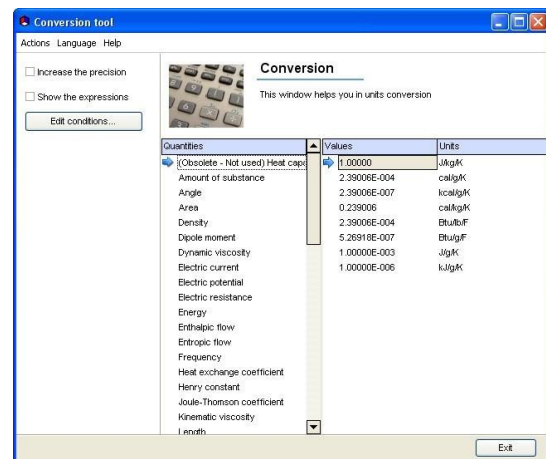 Conversion tool
Actions Language Help
Increase the precision
Show the expressions
Edit conditions...
Conversion
This window helps you in units conversion
Quantities
(Obsolete - Not used) Heat capa
Amount of substance
Angle
Area
Density
Dipole moment
Dynamic viscosity
Electric current
Electric potential
Electric resistance
Energy
Enthalpic flow
Entropic flow
Frequency
Heat exchange coefficient
Henry constant
Joule-Thomson coefficient
Kinematic viscosity
Length
Values Units
1.00000 J/kg/K
2.39006E-004 cal/g/K
2.39006E-007 kcal/g/K
0.239006 cal/kg/K
2.39006E-004 Btu/lb/F
5.26918E-007 Btu/g/F
1.00000E-003 J/g/K
1.00000E-006 kJ/g/K
Exit